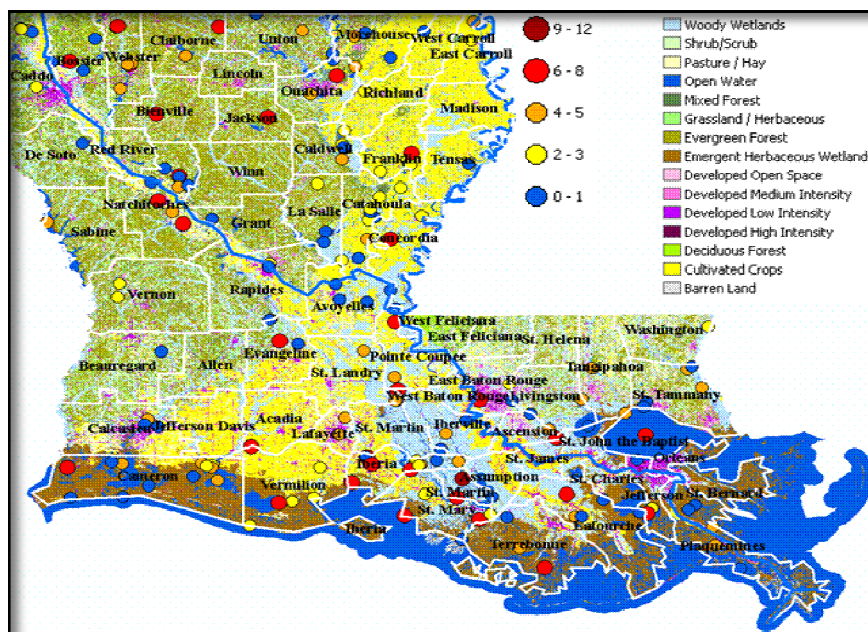 Claiborne
Union
Morehouse
West Carroll
East Carroll
Bossier
Webster
Caddo
Lincoln
Ouachita
Richland
Madison
Bienville
Jackson
De Soto
Red River
Caldwell
Franklin
Tensas
Winn
Natchitoches
Grant
La Salle
Catahoula
Sabine
Concordia
Vernon
Rapides
Avoyelles
West Feliciana
East Feliciana
St. Helena
Washington
Beauregard
Allen
Evangeline
Pointe Coupee
St. Landry
Tangipahoa
East Baton Rouge
West Baton Rouge
Livingston
St. Tammany
Calcasieu
Jefferson Davis
Acadia
Lafayette
St. Martin
Iberville
Ascension
St. John the Baptist
Orleans
Cameron
Vermilion
Iberia
Assumption
St. James
St. Charles
St. Martin
St. Mary
Jefferson
St. Bernard
Iberia
Lafourche
Terrebonne
Plaquemines
9 - 12
6 - 8
4 - 5
2 - 3
0 - 1
Woody Wetlands
Shrub/Scrub
Pasture / Hay
Open Water
Mixed Forest
Grassland / Herbaceous
Evergreen Forest
Emergent Herbaceous Wetland
Developed Open Space
Developed Medium Intensity
Developed Low Intensity
Developed High Intensity
Deciduous Forest
Cultivated Crops
Barren Land